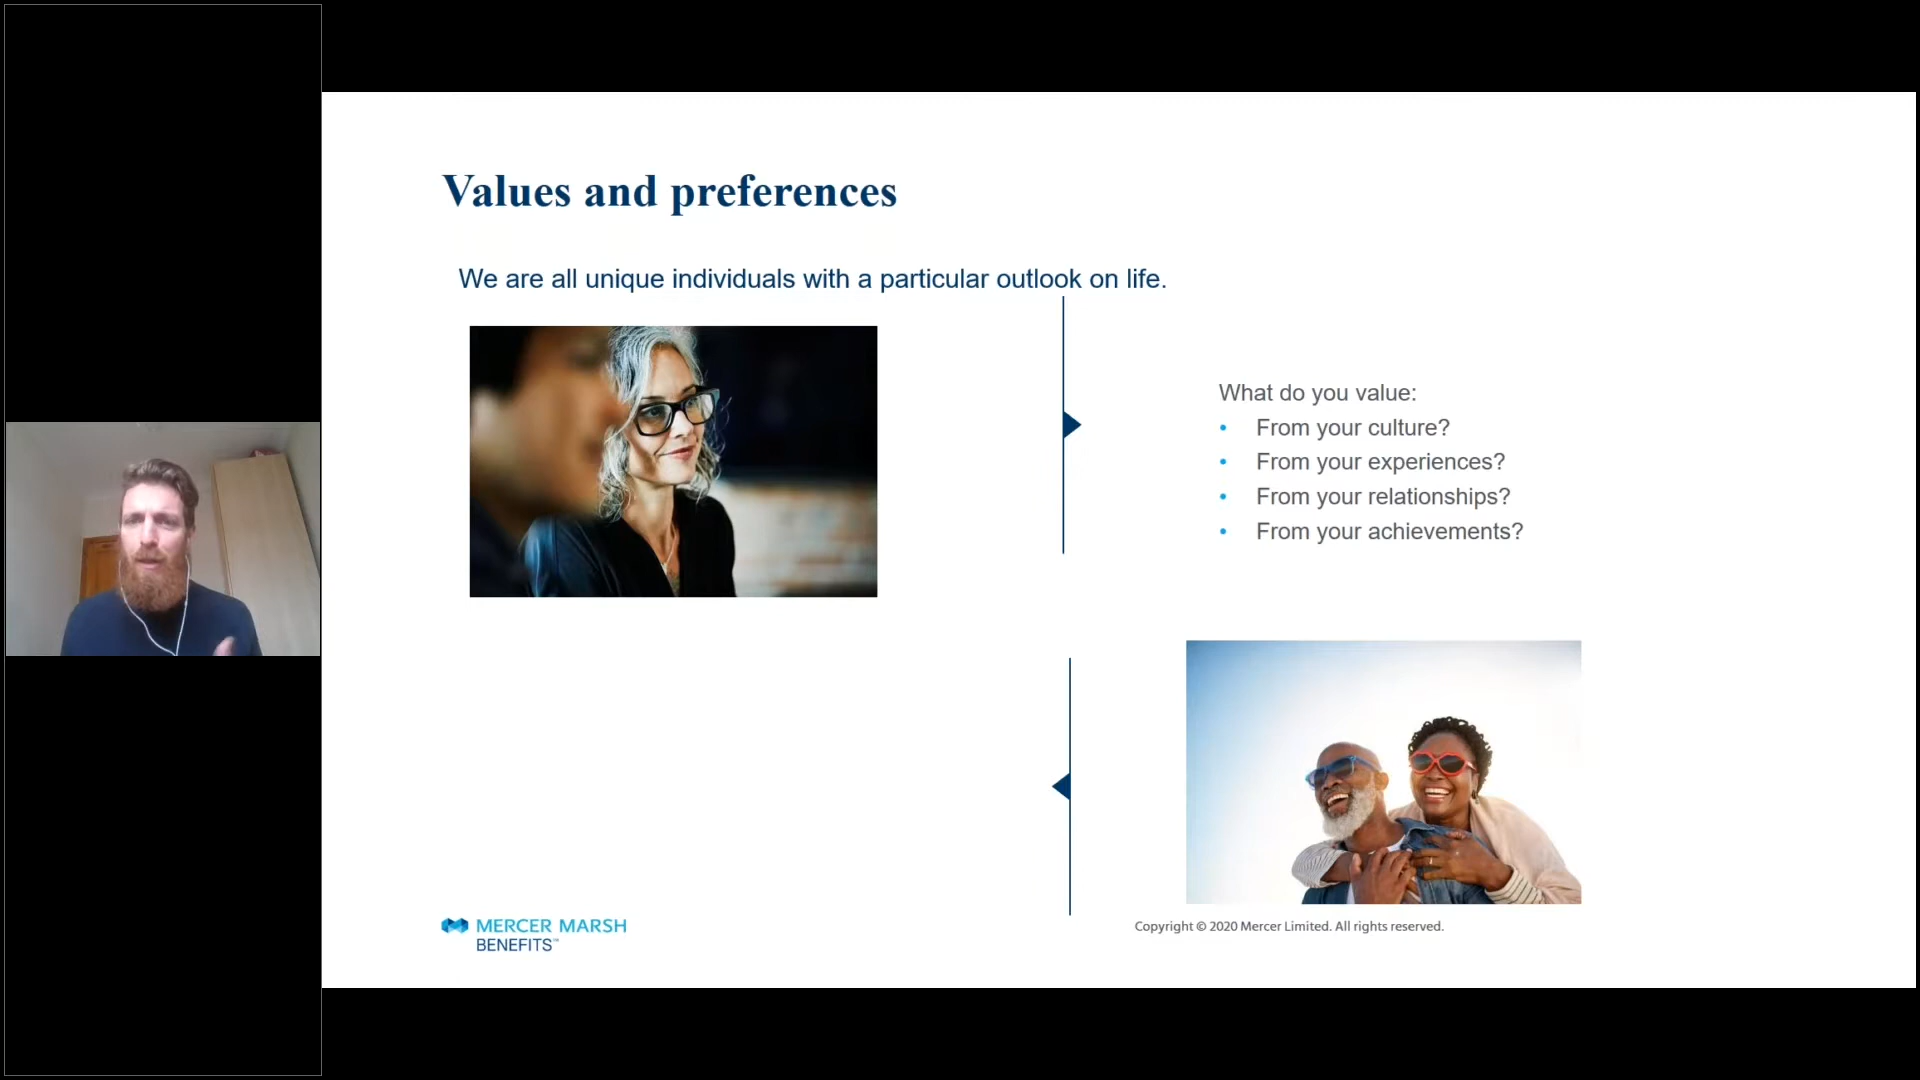 Values and preferences
We are all unique individuals with a particular outlook on life.
What do you value:
• From your culture?
• From your experiences?
• From your relationships?
• From your achievements?
MERCER MARSH
BENEFITS™
Copyright © 2020 Mercer Limited. All rights reserved.